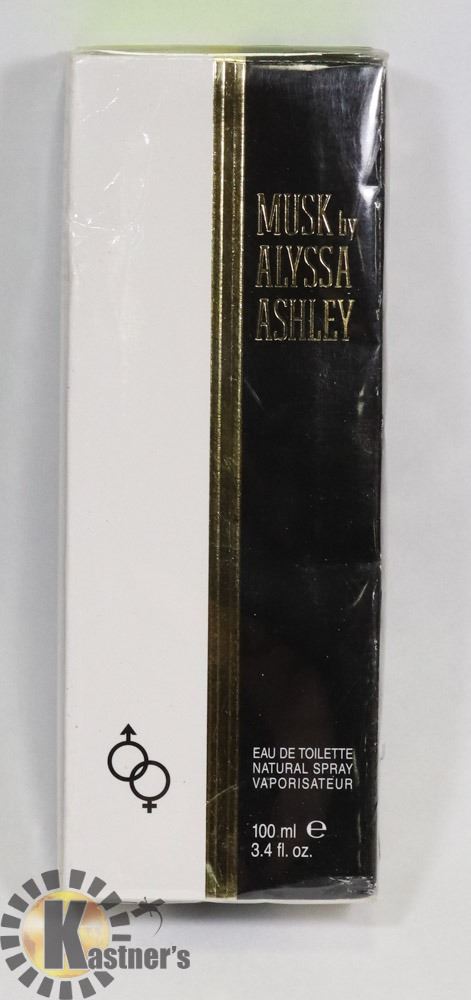 MUSK by
ALYSSA
ASHLEY
EAU DE TOILETTE
NATURAL SPRAY
VAPORISATEUR
100 ml e
3.4 fl. oz.
Kastner's